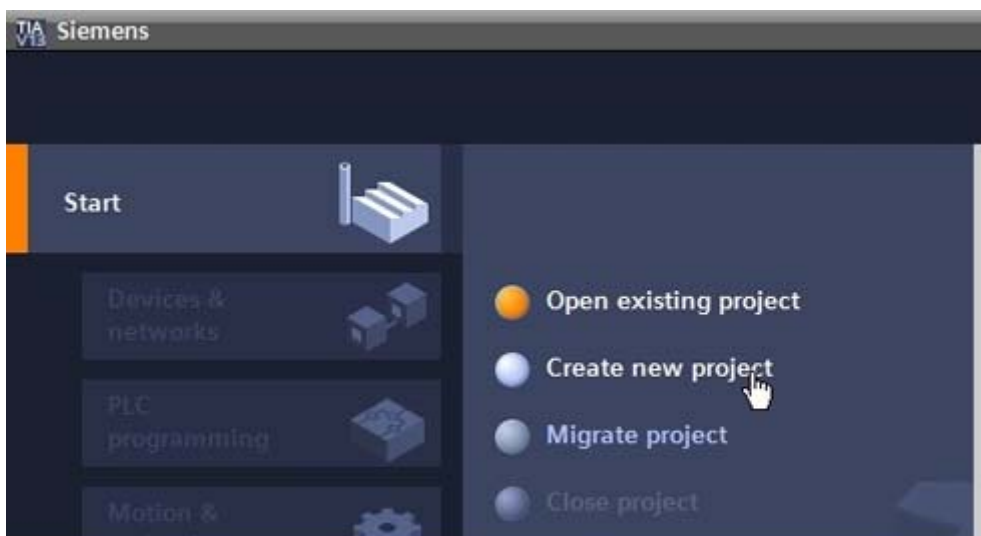 TIA
V13
Siemens
Start
Devices &
networks
PLC
programming
Motion &
Open existing project
Create new project
Migrate project
Close project